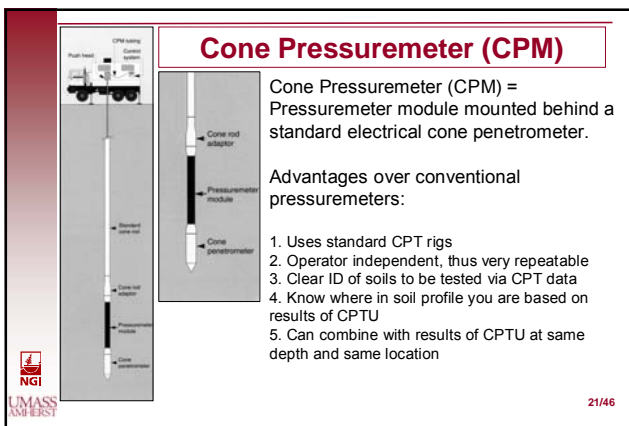 Cone Pressuremeter (CPM)
CPM tubing
Push head
Control
system
Standard
cone rod
Cone rod
adaptor
Pressuremeter
module
Cone
penetrometer
Cone rod
adaptor
Pressuremeter
module
Cone
penetrometer
Cone Pressuremeter (CPM) =
Pressuremeter module mounted behind a
standard electrical cone penetrometer.
Advantages over conventional
pressuremeters:
1. Uses standard CPT rigs
2. Operator independent, thus very repeatable
3. Clear ID of soils to be tested via CPT data
4. Know where in soil profile you are based on
results of CPTU
5. Can combine with results of CPTU at same
depth and same location
NGI
UMASS
AMHERST
21/46